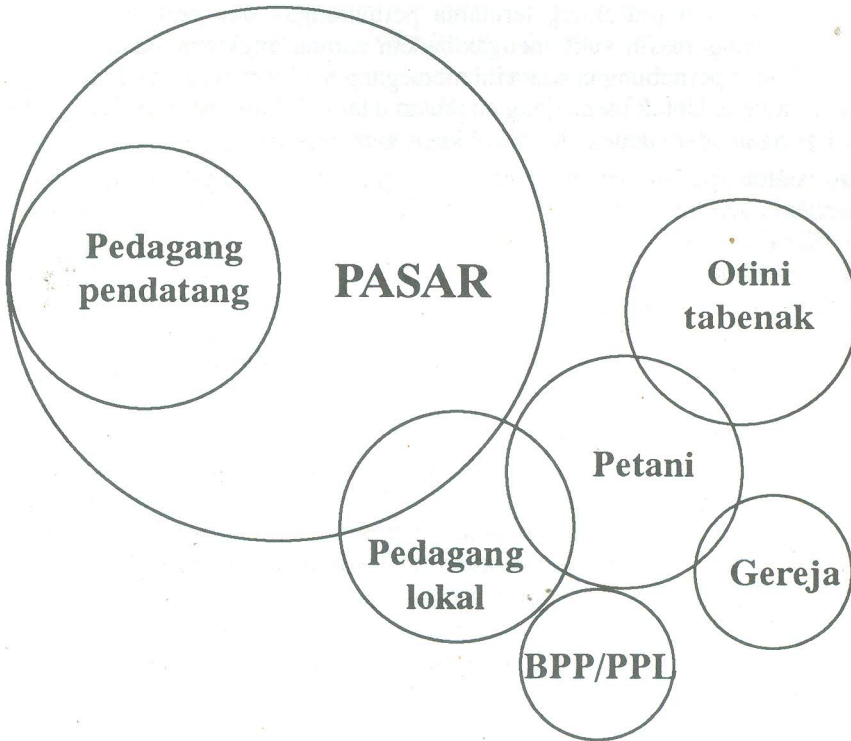 Pedagang
pendatang
PASAR
Otini
tabenak
Petani
Pedagang
lokal
Gereja
BPP/PPL